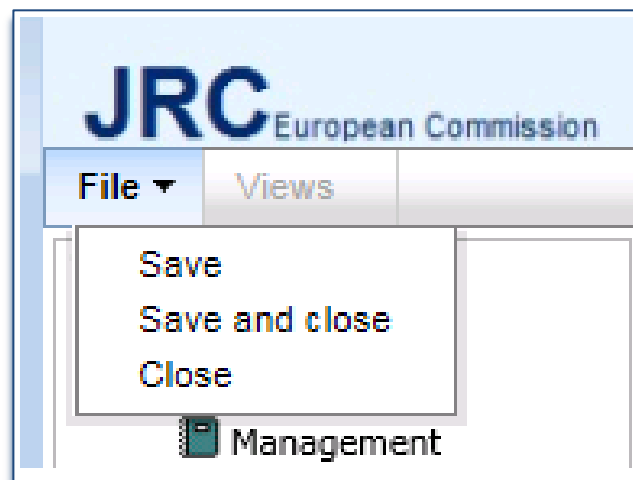 JRC European Commission
File Views
Save
Save and close
Close
Management